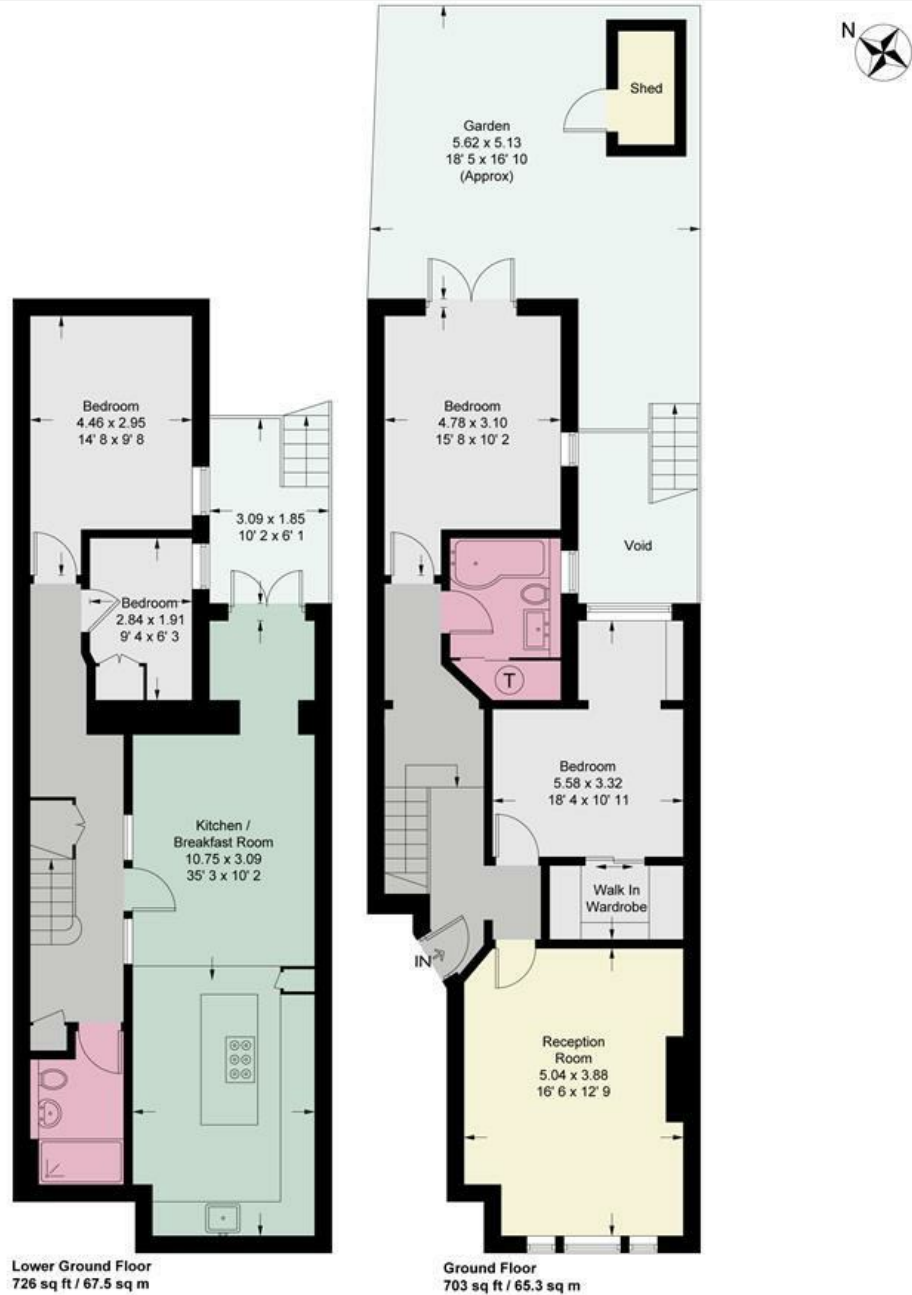 N
Shed
Garden
5.62 x 5.13
18' 5 x 16' 10
(Approx)
Bedroom
4.46 x 2.95
14' 8 x 9' 8
Bedroom
4.78 x 3.10
15' 8 x 10' 2
3.09 x 1.85
10' 2 x 6' 1
Void
Bedroom
2.84 x 1.91
9' 4 x 6' 3
T
Bedroom
5.58 x 3.32
18' 4 x 10' 11
Kitchen /
Breakfast Room
10.75 x 3.09
35' 3 x 10' 2
Walk In
Wardrobe
IN
Reception
Room
5.04 x 3.88
16' 6 x 12' 9
Lower Ground Floor
726 sq ft / 67.5 sq m
Ground Floor
703 sq ft / 65.3 sq m